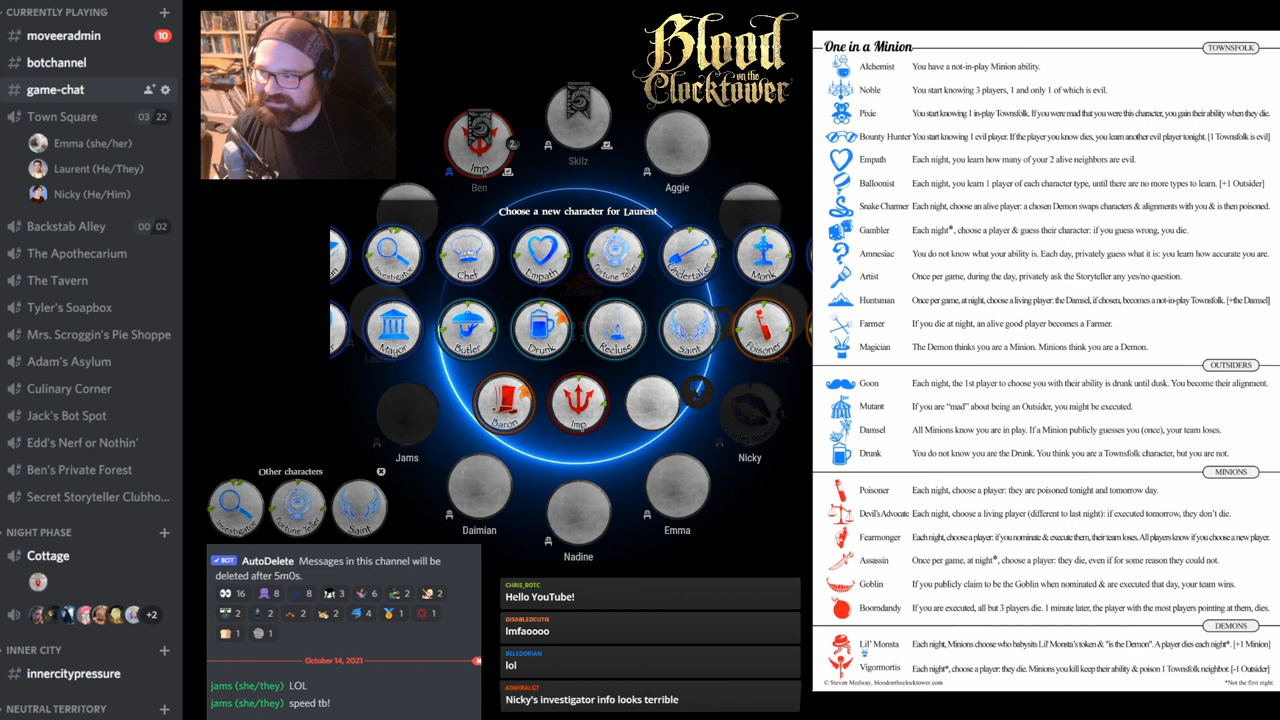 CURRENTLY PLAYING
moveeradmin
10
botchannel
game-chat
Town Square
03 22
Emma (she/her)
Laurent (He/They)
Nicky (He/Him)
Backstab Alley
00 02
The Apothecarium
The Tavern
Tyler's Soapbox
Mrs. Scroggin's Pie Shoppe
Adam's Asylum
Culinary Corner
Jack's Bot Spot
Edd's Nerf or Nothin'
Ben's Private Forest
Secret Storyteller Clubho...
NIGHT PHASE
Cottage
+2
INNER CITY
innercitypressure
NEUTRAL TERRITORY
Blood
on the
Clocktower
Imp
Ben
Skilz
Aggie
Choose a new character for Laurent
Investigator
Chef
Empath
Fortune Teller
Undertaker
Monk
Mayor
Butler
Drunk
Recluse
Saint
Poisoner
Baron
Imp
Jams
Nicky
Daimian
Nadine
Emma
Other characters
Investigator
Fortune Teller
Saint
BOT AutoDelete Messages in this channel will be
deleted after 5m0s.
16 8 8 3 6 2 2
2 2 2 2 4 1 1
1 1
October 14, 2021
jams (she/they) LOL
jams (she/they) speed tb!
CHRIS_BOTC
Hello YouTube!
DISABLEDCUTIE
lmfaoooo
BELEDORIAN
lol
ADMIRALGT
Nicky's investigator info looks terrible
One in a Minion
TOWNSFOLK
Alchemist You have a not-in-play Minion ability.
Noble You start knowing 3 players, 1 and only 1 of which is evil.
Pixie You start knowing 1 in-play Townsfolk. If you were mad that you were this character, you gain their ability when they die.
Bounty Hunter You start knowing 1 evil player. If the player you know dies, you learn another evil player tonight. [1 Townsfolk is evil]
Empath Each night, you learn how many of your 2 alive neighbors are evil.
Balloonist Each night, you learn 1 player of each character type, until there are no more types to learn. [+1 Outsider]
Snake Charmer Each night, choose an alive player: a chosen Demon swaps characters & alignments with you & is then poisoned.
Gambler Each night*, choose a player & guess their character: if you guess wrong, you die.
Amnesiac You do not know what your ability is. Each day, privately guess what it is: you learn how accurate you are.
Artist Once per game, during the day, privately ask the Storyteller any yes/no question.
Huntsman Once per game, at night, choose a living player: the Damsel, if chosen, becomes a not-in-play Townsfolk. [+the Damsel]
Farmer If you die at night, an alive good player becomes a Farmer.
Magician The Demon thinks you are a Minion. Minions think you are a Demon.
OUTSIDERS
Goon Each night, the 1st player to choose you with their ability is drunk until dusk. You become their alignment.
Mutant If you are “mad” about being an Outsider, you might be executed.
Damsel All Minions know you are in play. If a Minion publicly guesses you (once), your team loses.
Drunk You do not know you are the Drunk. You think you are a Townsfolk character, but you are not.
MINIONS
Poisoner Each night, choose a player: they are poisoned tonight and tomorrow day.
Devil's Advocate Each night, choose a living player (different to last night): if executed tomorrow, they don't die.
Fearmonger Each night, choose a player: if you nominate & execute them, their team loses. All players know if you choose a new player.
Assassin Once per game, at night*, choose a player: they die, even if for some reason they could not.
Goblin If you publicly claim to be the Goblin when nominated & are executed that day, your team wins.
Boomdandy If you are executed, all but 3 players die. 1 minute later, the player with the most players pointing at them, dies.
DEMONS
Lil' Monsta Each night, Minions choose who babysits Lil' Monsta's token & "is the Demon". A player dies each night*. [+1 Minion]
Vigormortis Each night*, choose a player: they die. Minions you kill keep their ability & poison 1 Townsfolk neighbor. [-1 Outsider]
© Steven Medway, bloodontheclocktower.com
*Not the first night